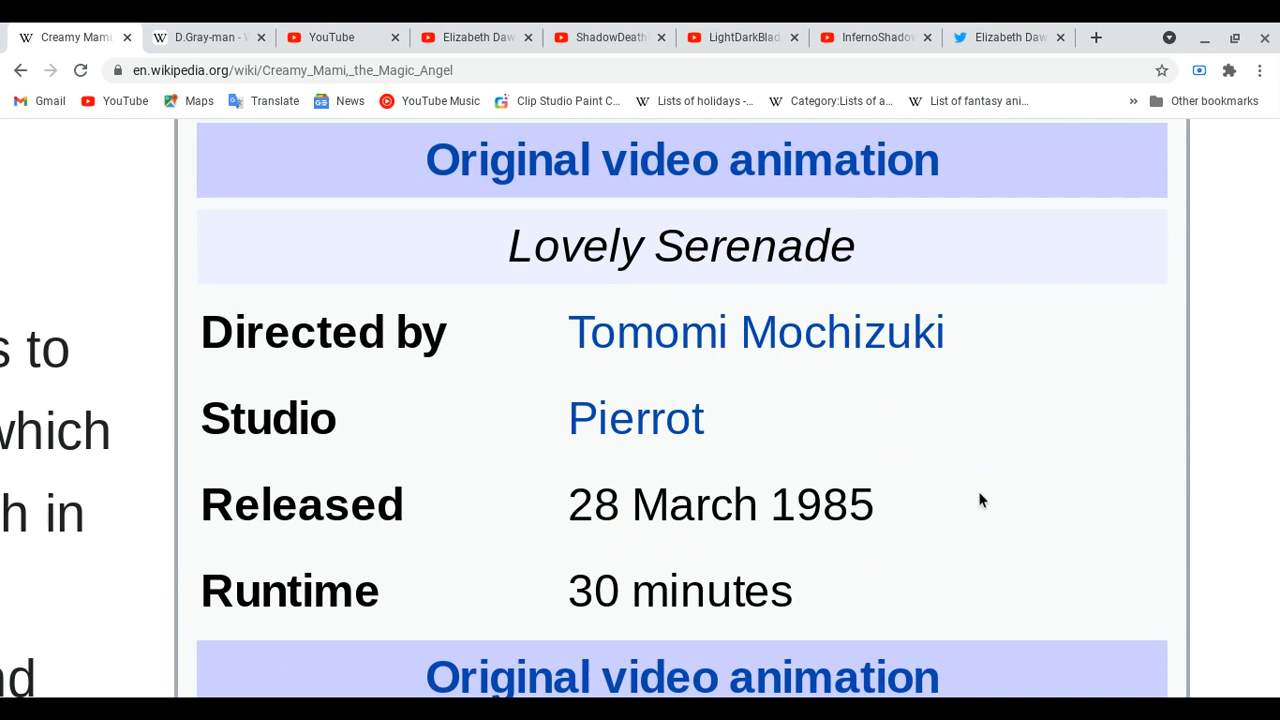 Creamy Mami,
D.Gray-man - W
YouTube
Elizabeth Daw
ShadowDeath
LightDarkBlad
InfernoShado
Elizabeth Daw
en.wikipedia.org/wiki/Creamy_Mami,_the_Magic_Angel
Gmail
YouTube
Maps
Translate
News
YouTube Music
Clip Studio Paint C...
Lists of holidays -...
Category:Lists of a...
List of fantasy ani...
»
Other bookmarks
Original video animation
Lovely Serenade
Directed by Tomomi Mochizuki
s to
Studio Pierrot
which
Released 28 March 1985
h in
Runtime 30 minutes
nd
Original video animation